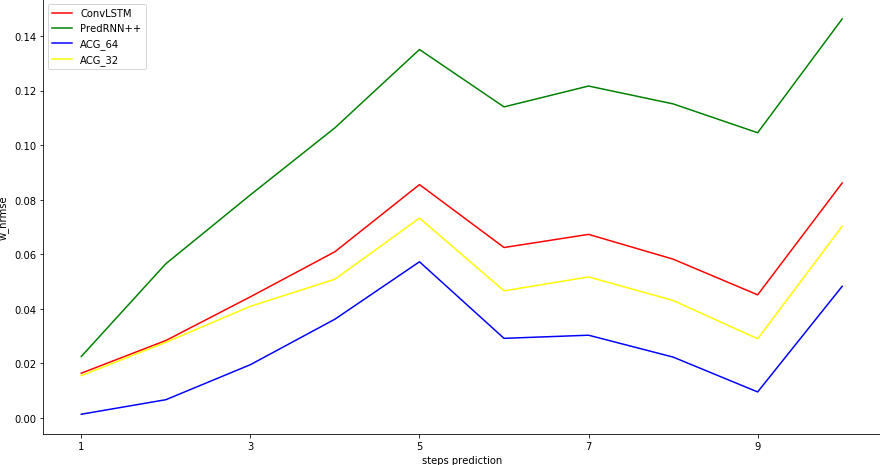 ConvLSTM
PredRNN++
ACG_64
ACG_32
0.14
0.12
0.10
0.08
0.06
0.04
0.02
0.00
w_nrmse
1 3 5 7 9
steps prediction